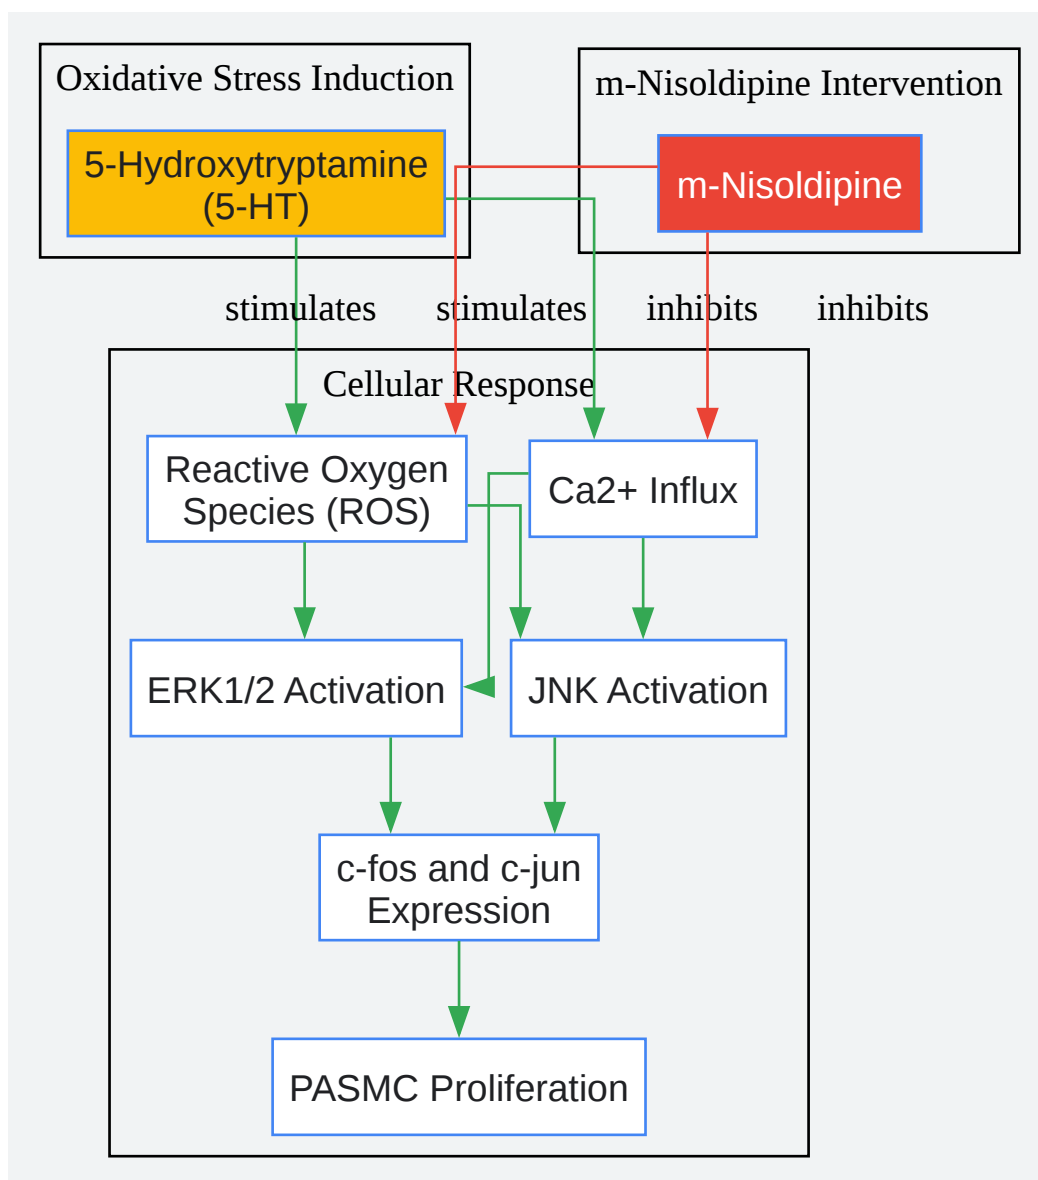 Oxidative Stress Induction
m-Nisoldipine Intervention
5-Hydroxytryptamine
(5-HT)
m-Nisoldipine
stimulates
stimulates
inhibits
inhibits
Cellular Response
Reactive Oxygen
Species (ROS)
Ca2+ Influx
ERK1/2 Activation
JNK Activation
c-fos and c-jun
Expression
PASMC Proliferation